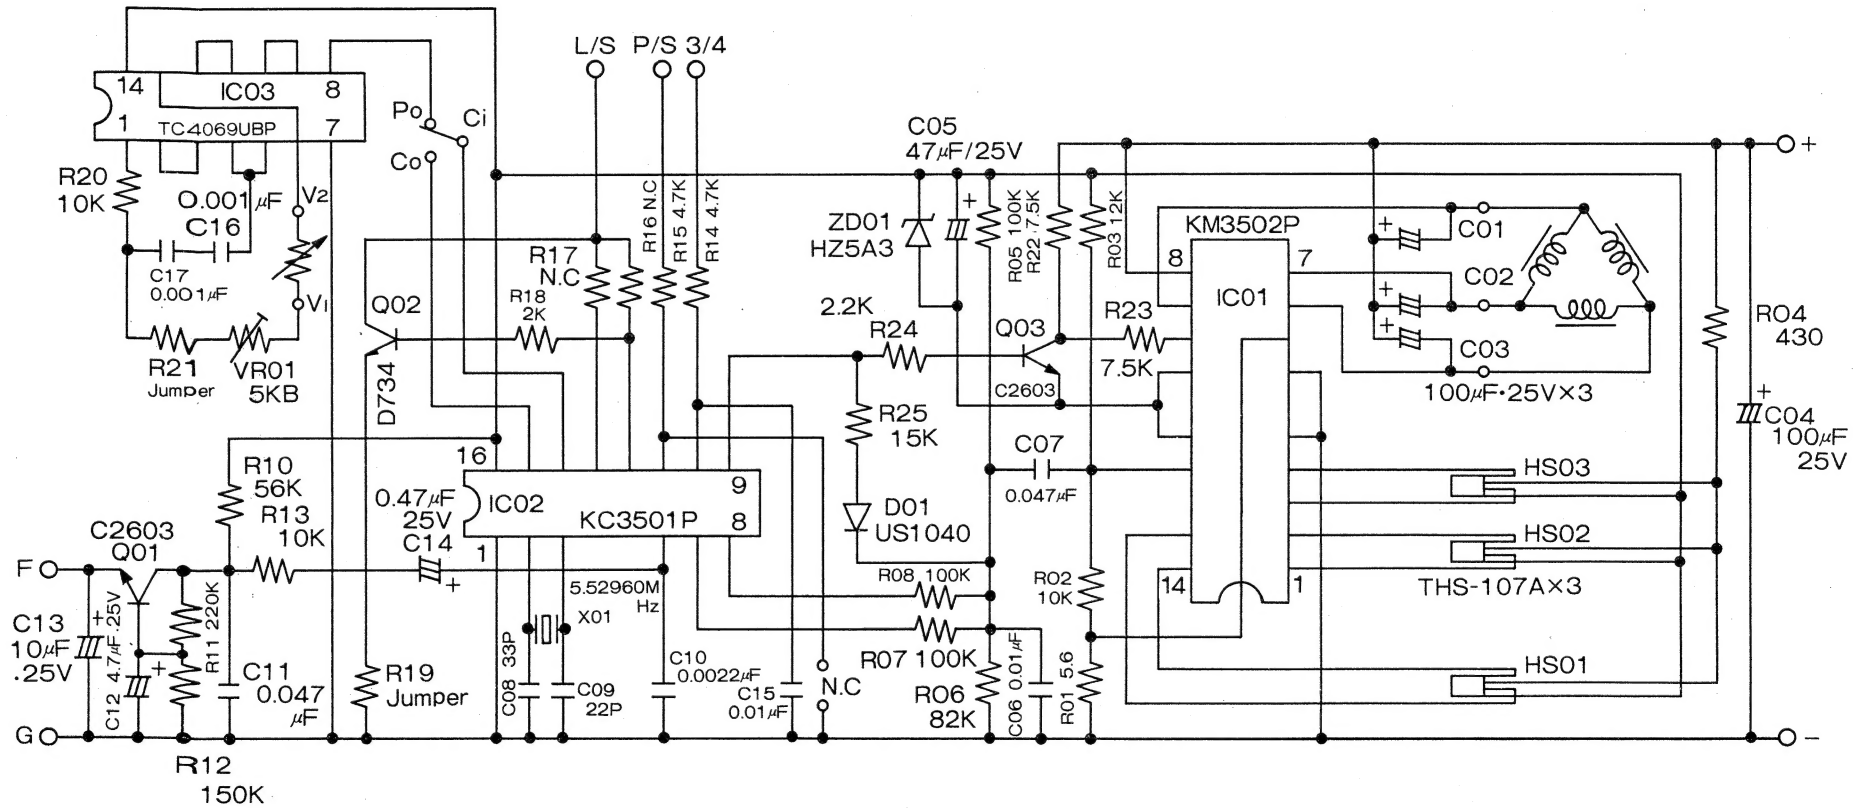 L/S P/S 3/4
14
IC03
8
1
TC4069UBP
7
Po
Ci
Co
R20
10K
0.001μF
C16
V2
C17
0.001μF
V1
R21
Jumper
VR01
5KB
Q02
D734
R18
2K
R17
N.C
R16 N.C
R15 4.7K
R14 4.7K
C05
47μF/25V
ZD01
HZ5A3
R05 100K
R22 7.5K
R03 12K
2.2K
R24
Q03
C2603
R23
7.5K
R25
15K
D01
US1040
C07
0.047μF
KM3502P
8
7
IC01
14
1
+
+
+
+
C01
C02
C03
100μF·25V×3
R04
430
+
C04
100μF
25V
HS03
HS02
THS-107A×3
HS01
16
IC02
KC3501P
9
8
1
R10
56K
R13
10K
0.47μF
25V
C14
+
C2603
Q01
F
G
C13
10μF
.25V
+
C12 4.7μF .25V
+
R11 220K
C11
0.047
μF
R12
150K
R19
Jumper
C08 33P
X01
5.52960M
Hz
C09
22P
C10
0.0022μF
C15
0.01μF
N.C
R08 100K
R07 100K
R06
82K
C06 0.01μF
R02
10K
R01 5.6
+
-